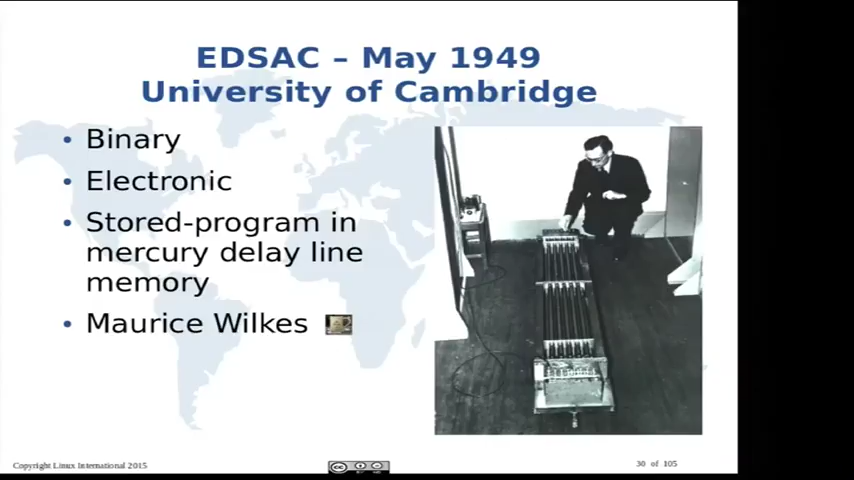 EDSAC – May 1949
University of Cambridge
• Binary
• Electronic
• Stored-program in
mercury delay line
memory
• Maurice Wilkes
Copyright Linux International 2015
30 of 105